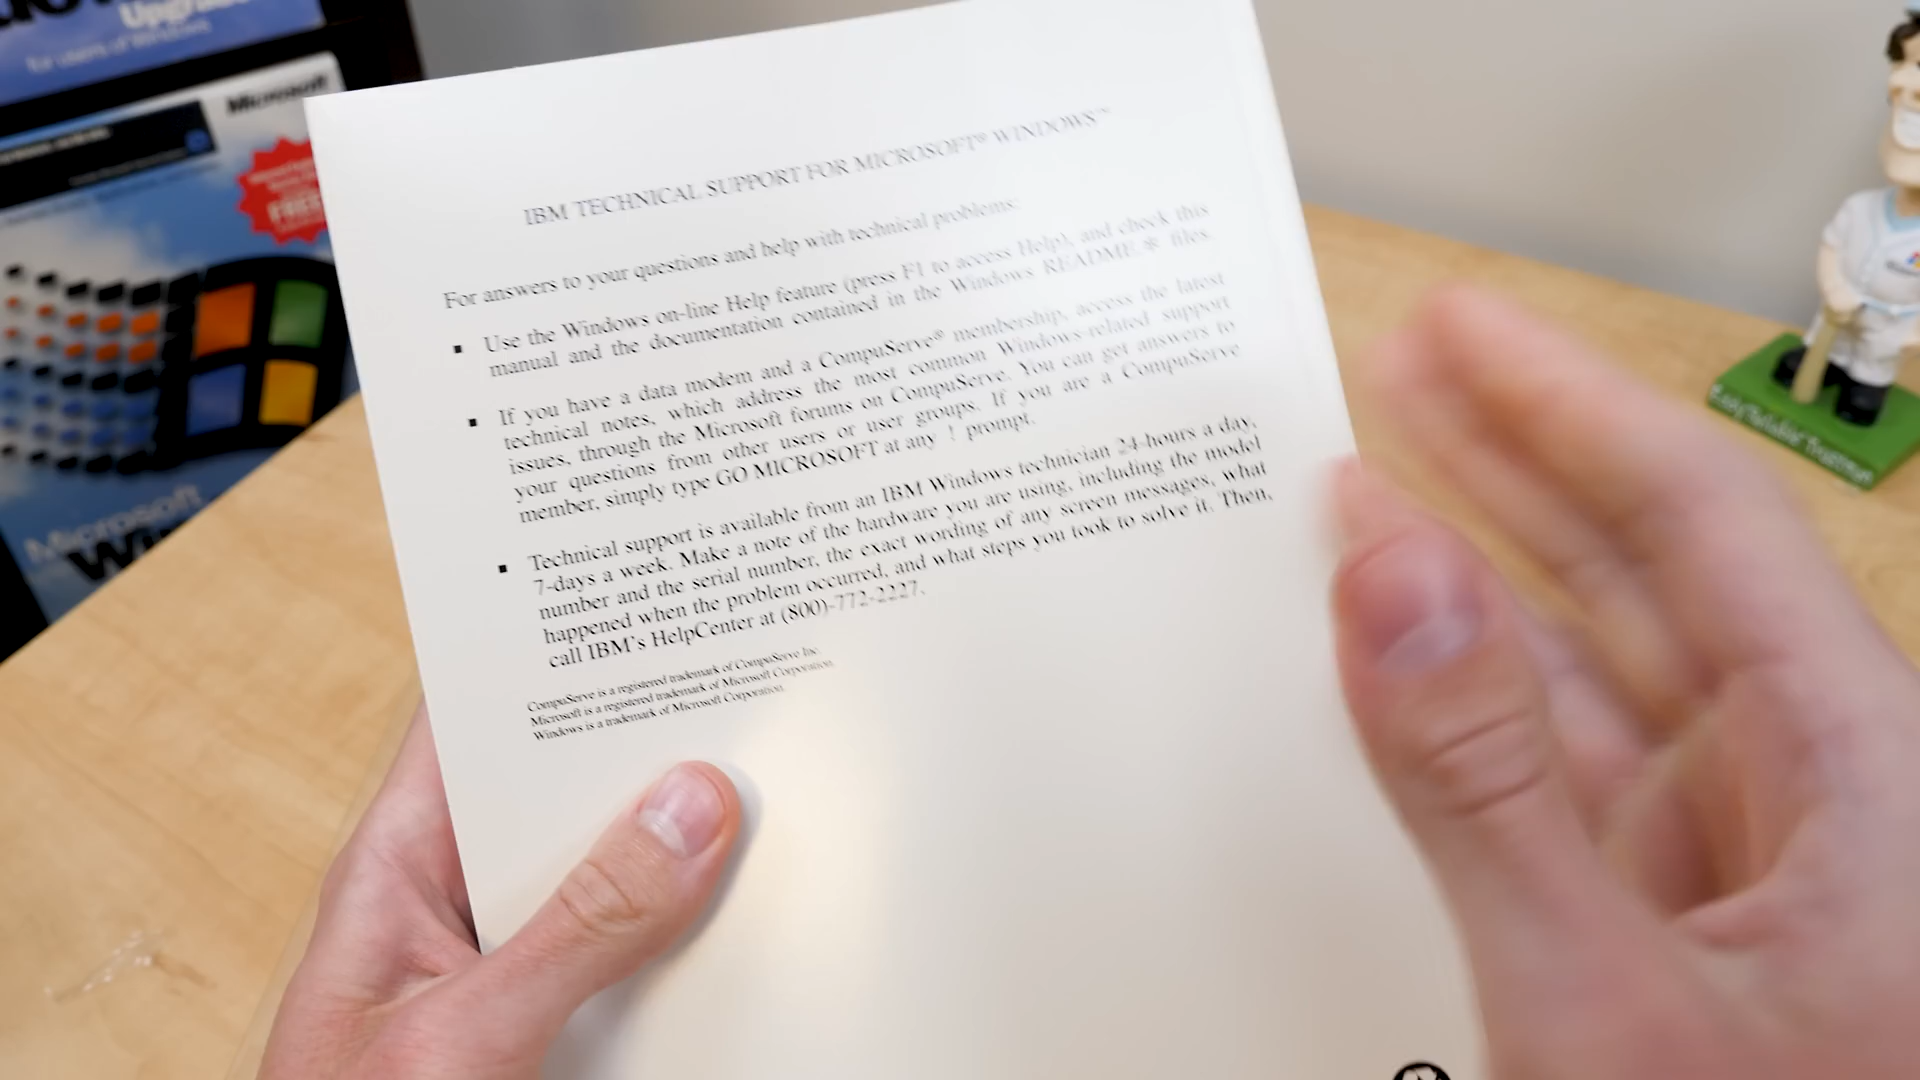 Upgrade
for users of Windows
Microsoft
FREE
Microsoft
IBM TECHNICAL SUPPORT FOR MICROSOFT® WINDOWS™
For answers to your questions and help with technical problems:
▪ Use the Windows on-line Help feature (press F1 to access Help), and check this
manual and the documentation contained in the Windows README.* files.
▪ If you have a data modem and a CompuServe® membership, access the latest
technical notes, which address the most common Windows-related support
issues, through the Microsoft forums on CompuServe. You can get answers to
your questions from other users or user groups. If you are a CompuServe
member, simply type GO MICROSOFT at any ! prompt.
▪ Technical support is available from an IBM Windows technician 24-hours a day,
7-days a week. Make a note of the hardware you are using, including the model
number and the serial number, the exact wording of any screen messages, what
happened when the problem occurred, and what steps you took to solve it. Then,
call IBM's HelpCenter at (800)-772-2227.
CompuServe is a registered trademark of CompuServe Inc.
Microsoft is a registered trademark of Microsoft Corporation.
Windows is a trademark of Microsoft Corporation.